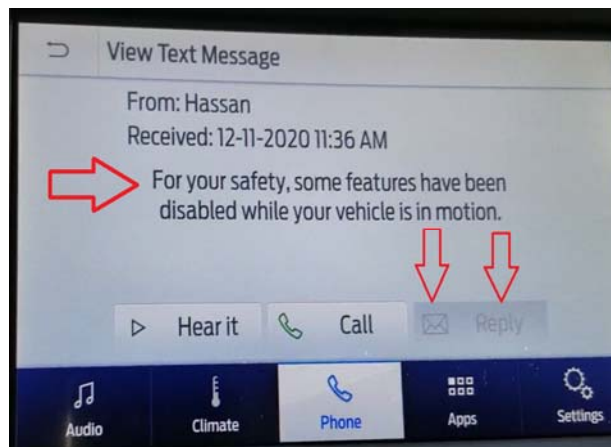 View Text Message
From: Hassan
Received: 12-11-2020 11:36 AM
For your safety, some features have been
disabled while your vehicle is in motion.
Hear it
Call
Reply
Audio
Climate
Phone
Apps
Settings